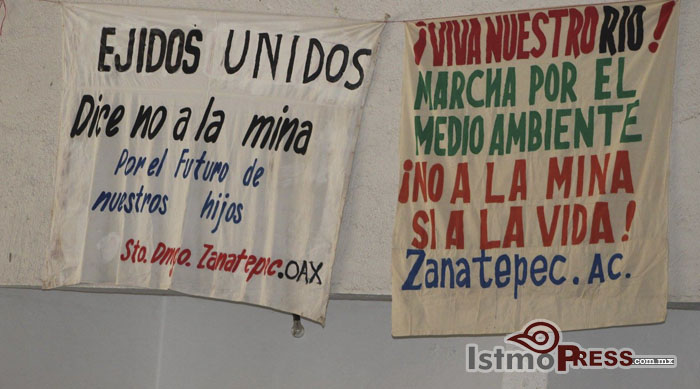 EJIDOS UNIDOS
Dice no a la mina
Por el Futuro de
nuestros hijos
Sto. Dmgo. Zanatepec.OAX
¡VIVA NUESTRO RIO!
MARCHA POR EL
MEDIO AMBIENTE
¡NO A LA MINA
SI A LA VIDA!
Zanatepec. AC.
IstmoPRESS.com.mx